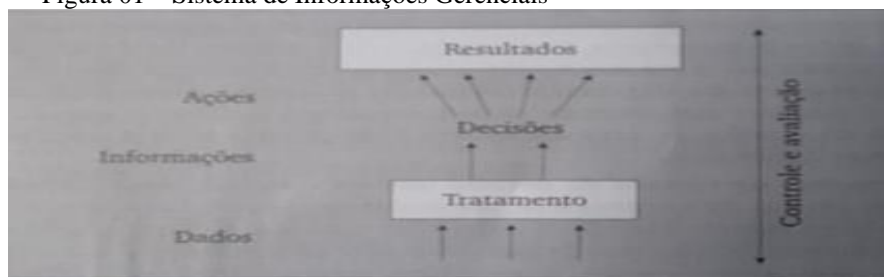 Figura 01 – Sistema de Informações Gerenciais
Resultados
Ações
Decisões
Informações
Tratamento
Dados
Controle e avaliação